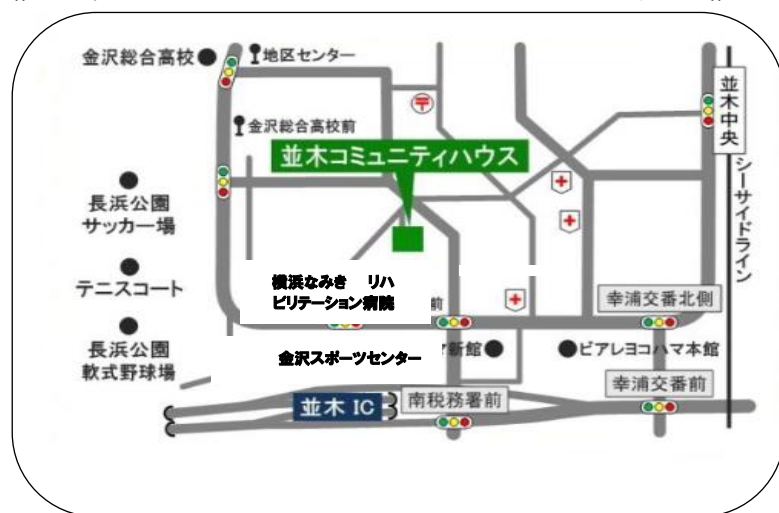 金沢総合高校
地区センター
並木中央
金沢総合高校前
並木コミュニティハウス
シーサイドライン
長浜公園
サッカー場
横浜なみき リハ
ビリテーション病院
前
テニスコート
幸浦交番北側
長浜公園
軟式野球場
金沢スポーツセンター
新館
ビアレヨコハマ本館
並木 IC
南税務署前
幸浦交番前